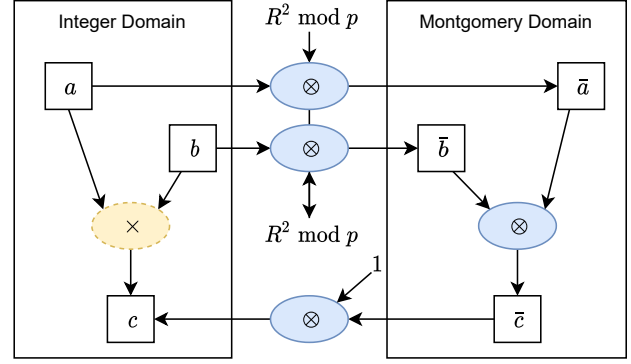 Integer Domain
R² mod p
Montgomery Domain
a
⊗
ā
b
⊗
b̄
×
⊗
R² mod p
1
c
⊗
c̄